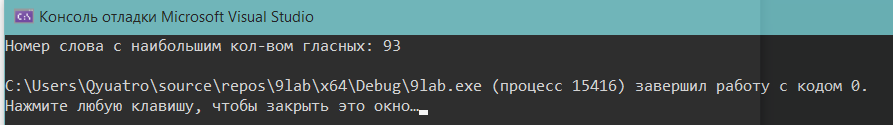 Консоль отладки Microsoft Visual Studio
Номер слова с наибольшим кол-вом гласных: 93
C:\Users\Qyuatro\source\repos\9lab\x64\Debug\9lab.exe (процесс 15416) завершил работу с кодом 0.
Нажмите любую клавишу, чтобы закрыть это окно…